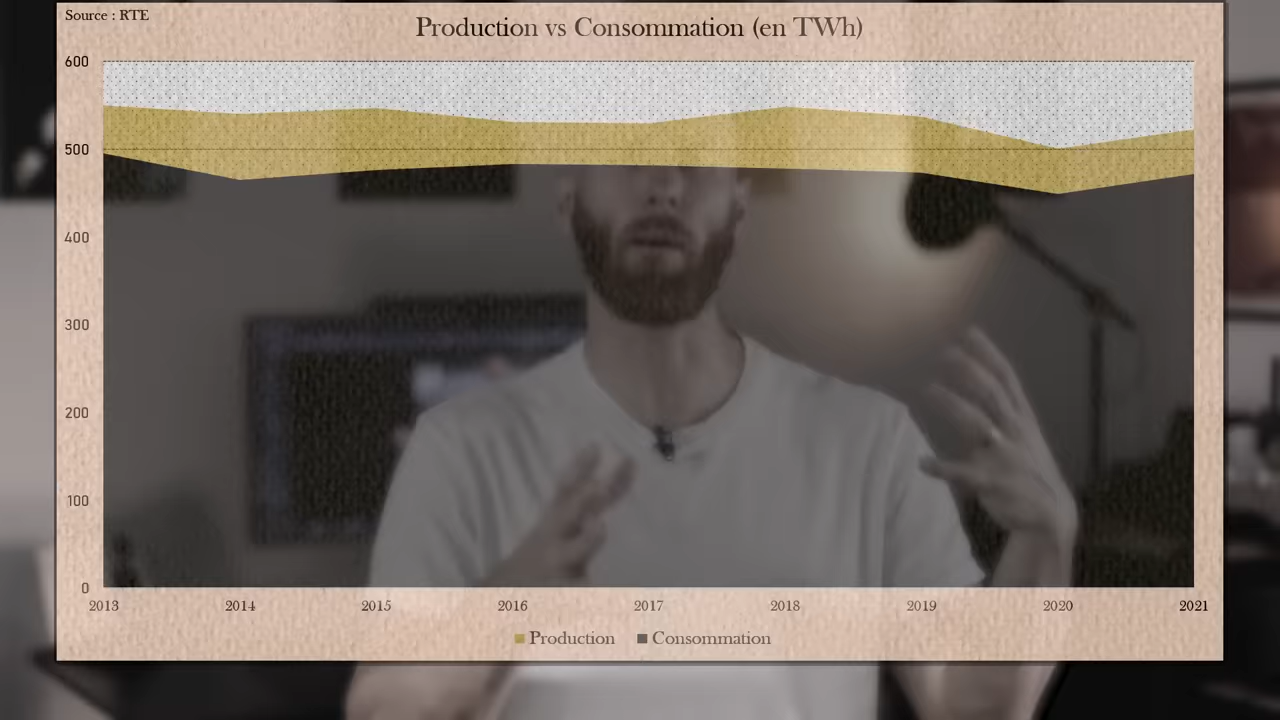 Source : RTE
Production vs Consommation (en TWh)
600
500
400
300
200
100
0
2013 2014 2015 2016 2017 2018 2019 2020 2021
Production Consommation